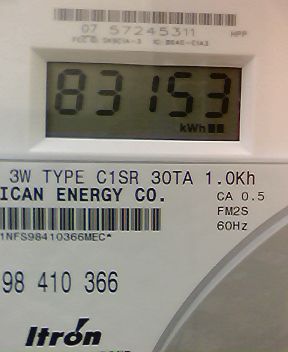 07 57245311 MPP
83153
kWh
3W TYPE C1SR 30TA 1.0Kh
ICAN ENERGY CO.
CA 0.5
FM2S
60Hz
1NFS98410366MEC*
98 410 366
Itron